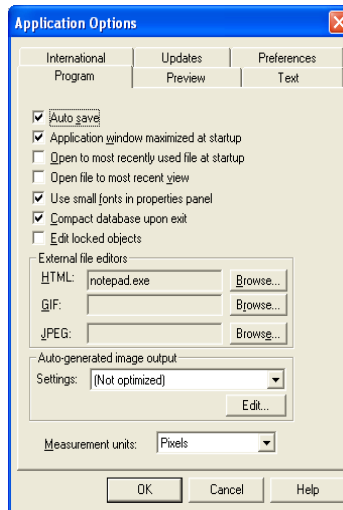 Application Options
International Updates Preferences
Program Preview Text
Auto save
Application window maximized at startup
Open to most recently used file at startup
Open file to most recent view
Use small fonts in properties panel
Compact database upon exit
Edit locked objects
External file editors
HTML: notepad.exe Browse...
GIF: Browse...
JPEG: Browse...
Auto-generated image output
Settings: (Not optimized)
Edit...
Measurement units: Pixels
OK Cancel Help